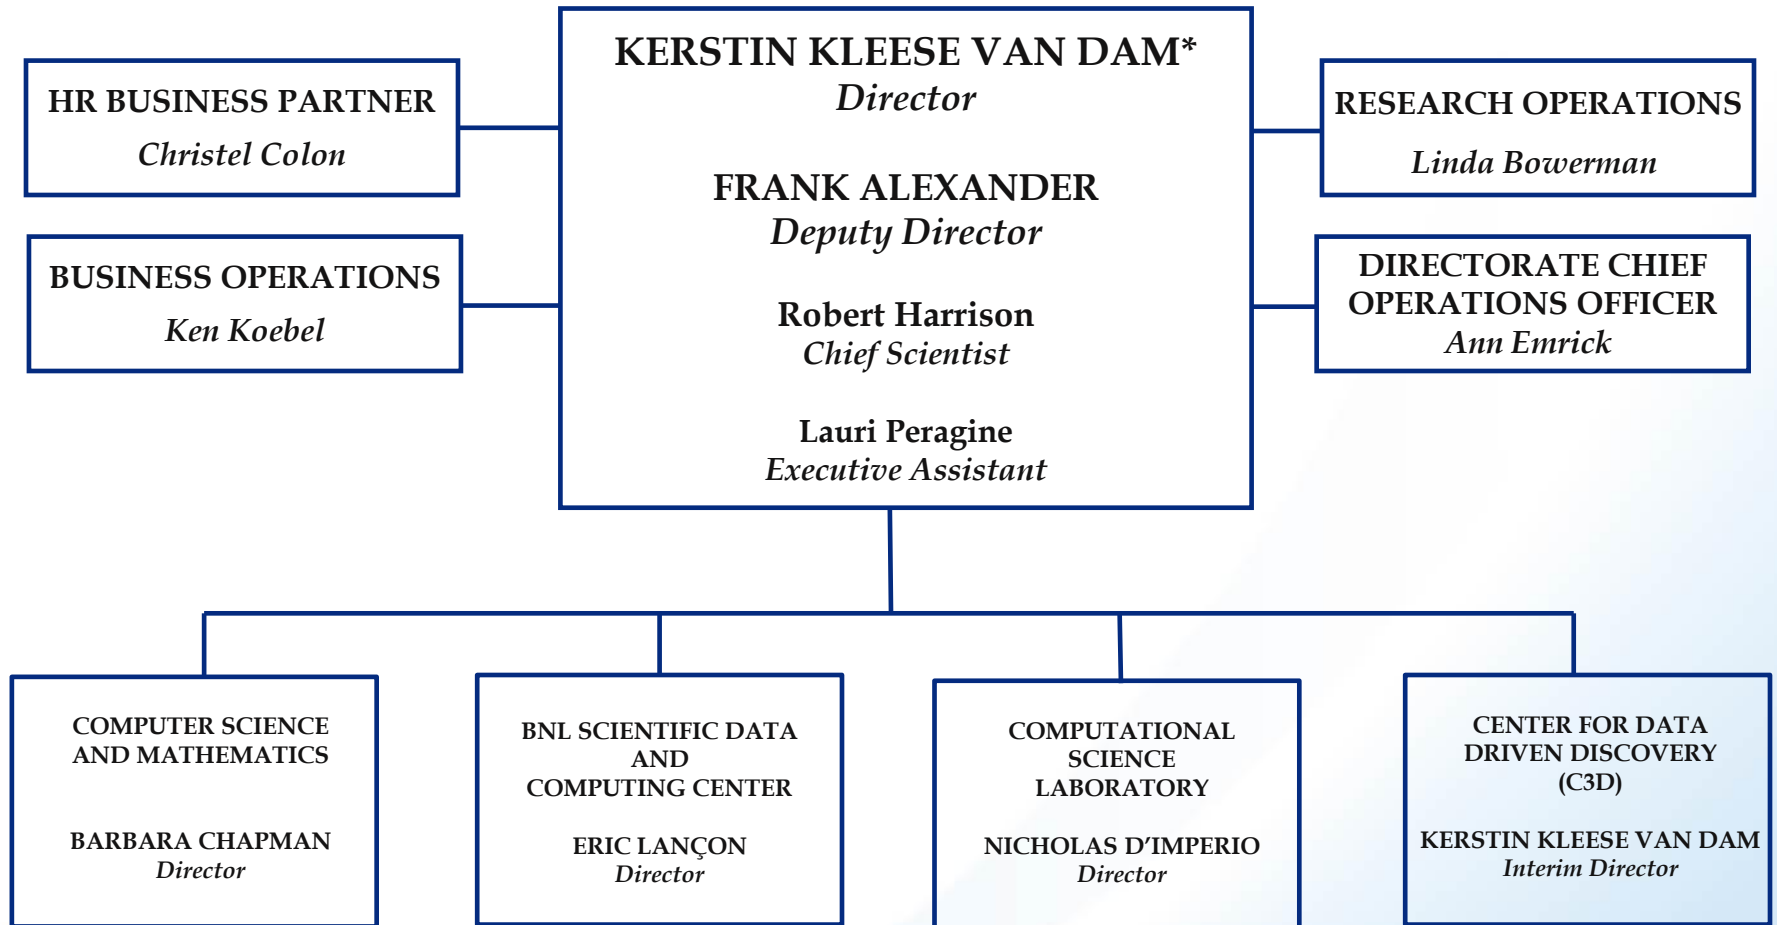 KERSTIN KLEESE VAN DAM*
Director
FRANK ALEXANDER
Deputy Director
Robert Harrison
Chief Scientist
Lauri Peragine
Executive Assistant
HR BUSINESS PARTNER
Christel Colon
BUSINESS OPERATIONS
Ken Koebel
RESEARCH OPERATIONS
Linda Bowerman
DIRECTORATE CHIEF
OPERATIONS OFFICER
Ann Emrick
COMPUTER SCIENCE
AND MATHEMATICS
BARBARA CHAPMAN
Director
BNL SCIENTIFIC DATA
AND
COMPUTING CENTER
ERIC LANÇON
Director
COMPUTATIONAL
SCIENCE
LABORATORY
NICHOLAS D’IMPERIO
Director
CENTER FOR DATA
DRIVEN DISCOVERY
(C3D)
KERSTIN KLEESE VAN DAM
Interim Director